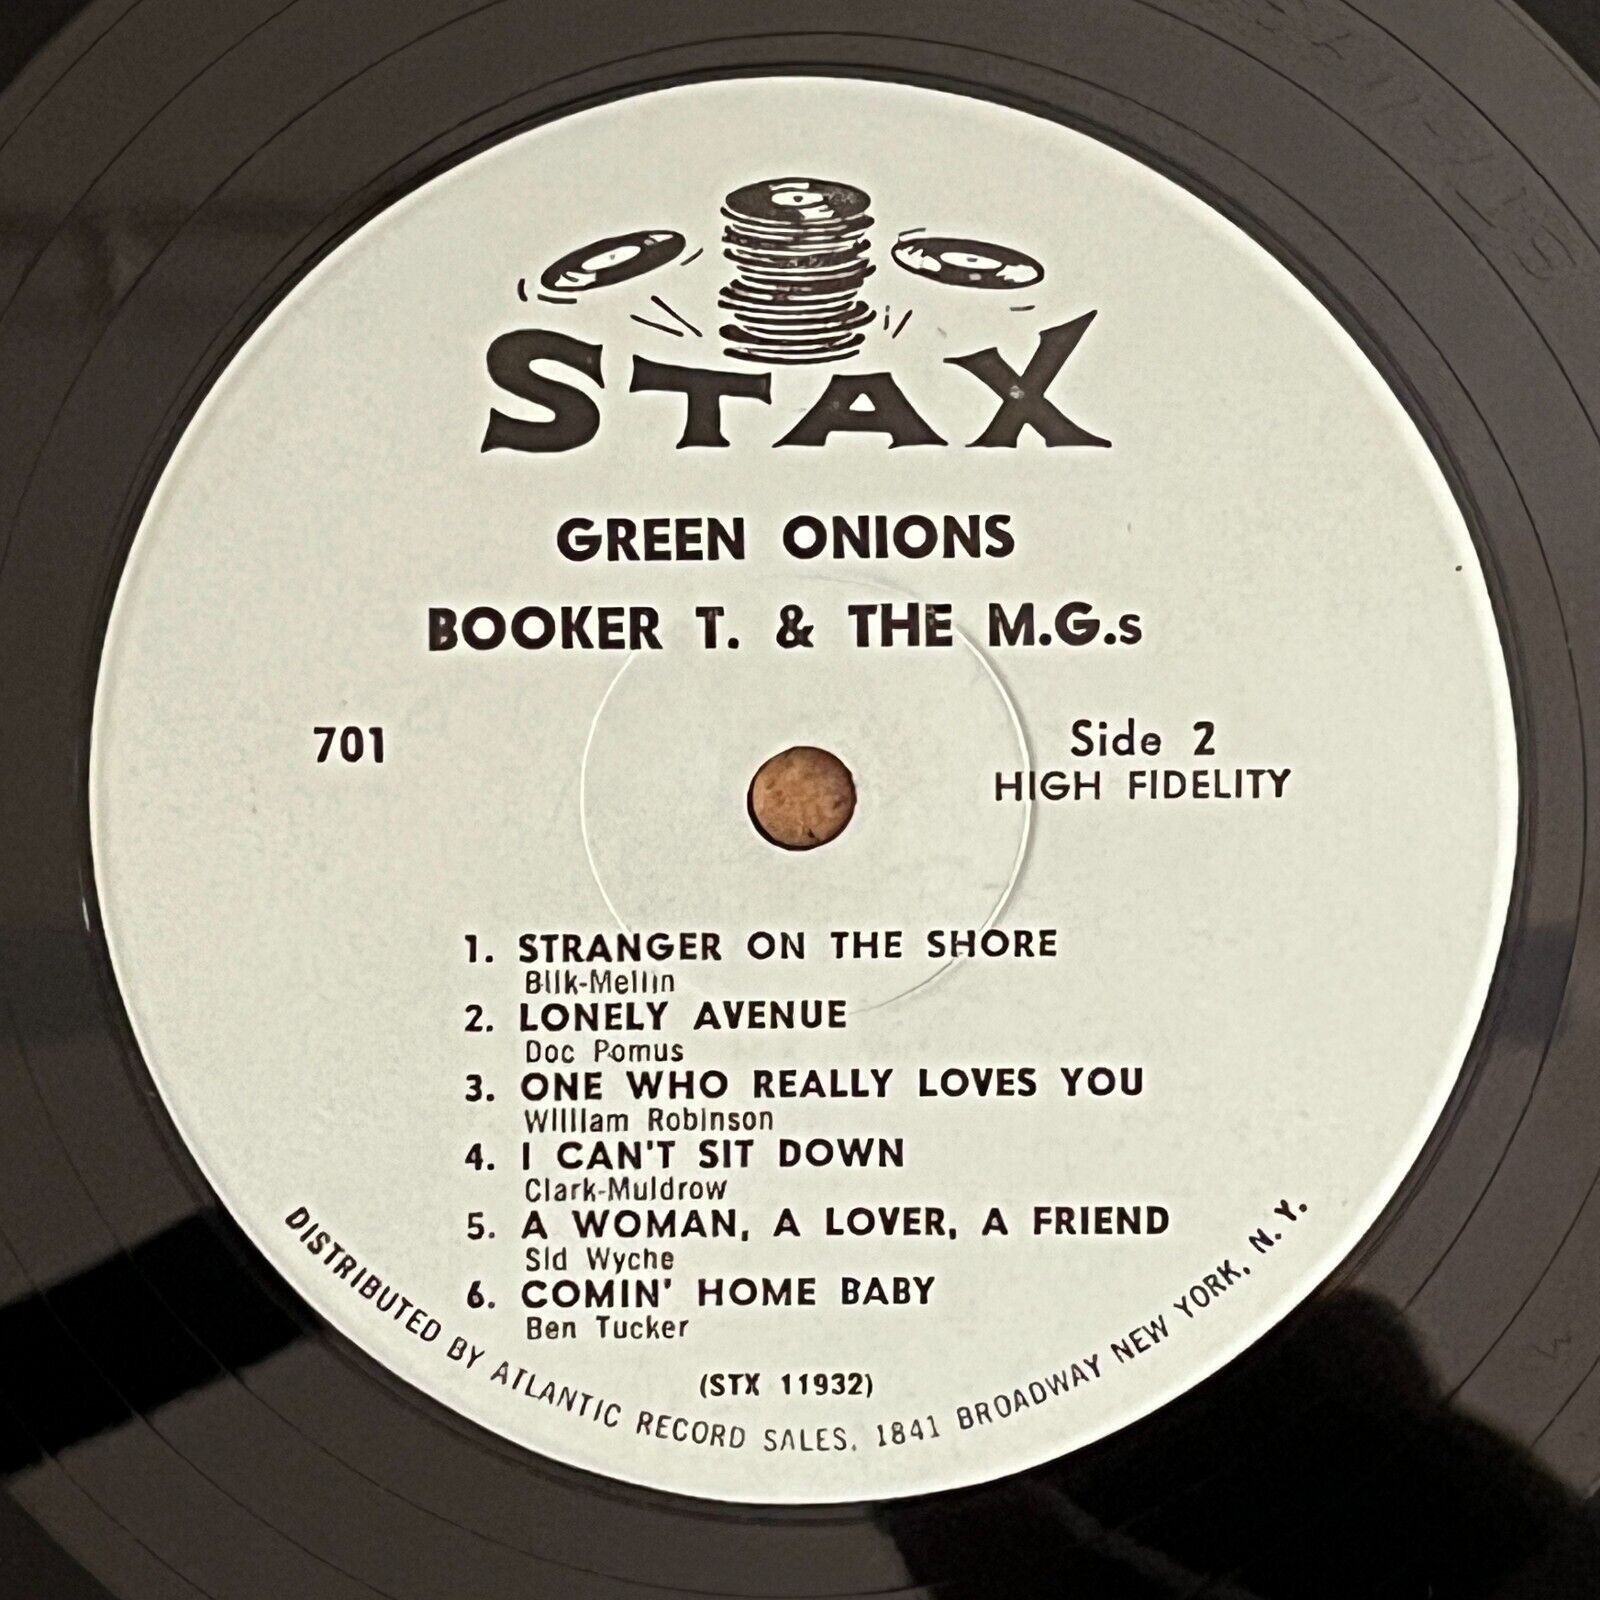 STAX
GREEN ONIONS
BOOKER T. & THE M.G.s
701
Side 2
HIGH FIDELITY
1. STRANGER ON THE SHORE
Bilk-Mellin
2. LONELY AVENUE
Doc Pomus
3. ONE WHO REALLY LOVES YOU
William Robinson
4. I CAN'T SIT DOWN
Clark-Muldrow
5. A WOMAN, A LOVER, A FRIEND
Sid Wyche
6. COMIN' HOME BABY
Ben Tucker
(STX 11932)
DISTRIBUTED BY ATLANTIC RECORD SALES, 1841 BROADWAY NEW YORK, N. Y.